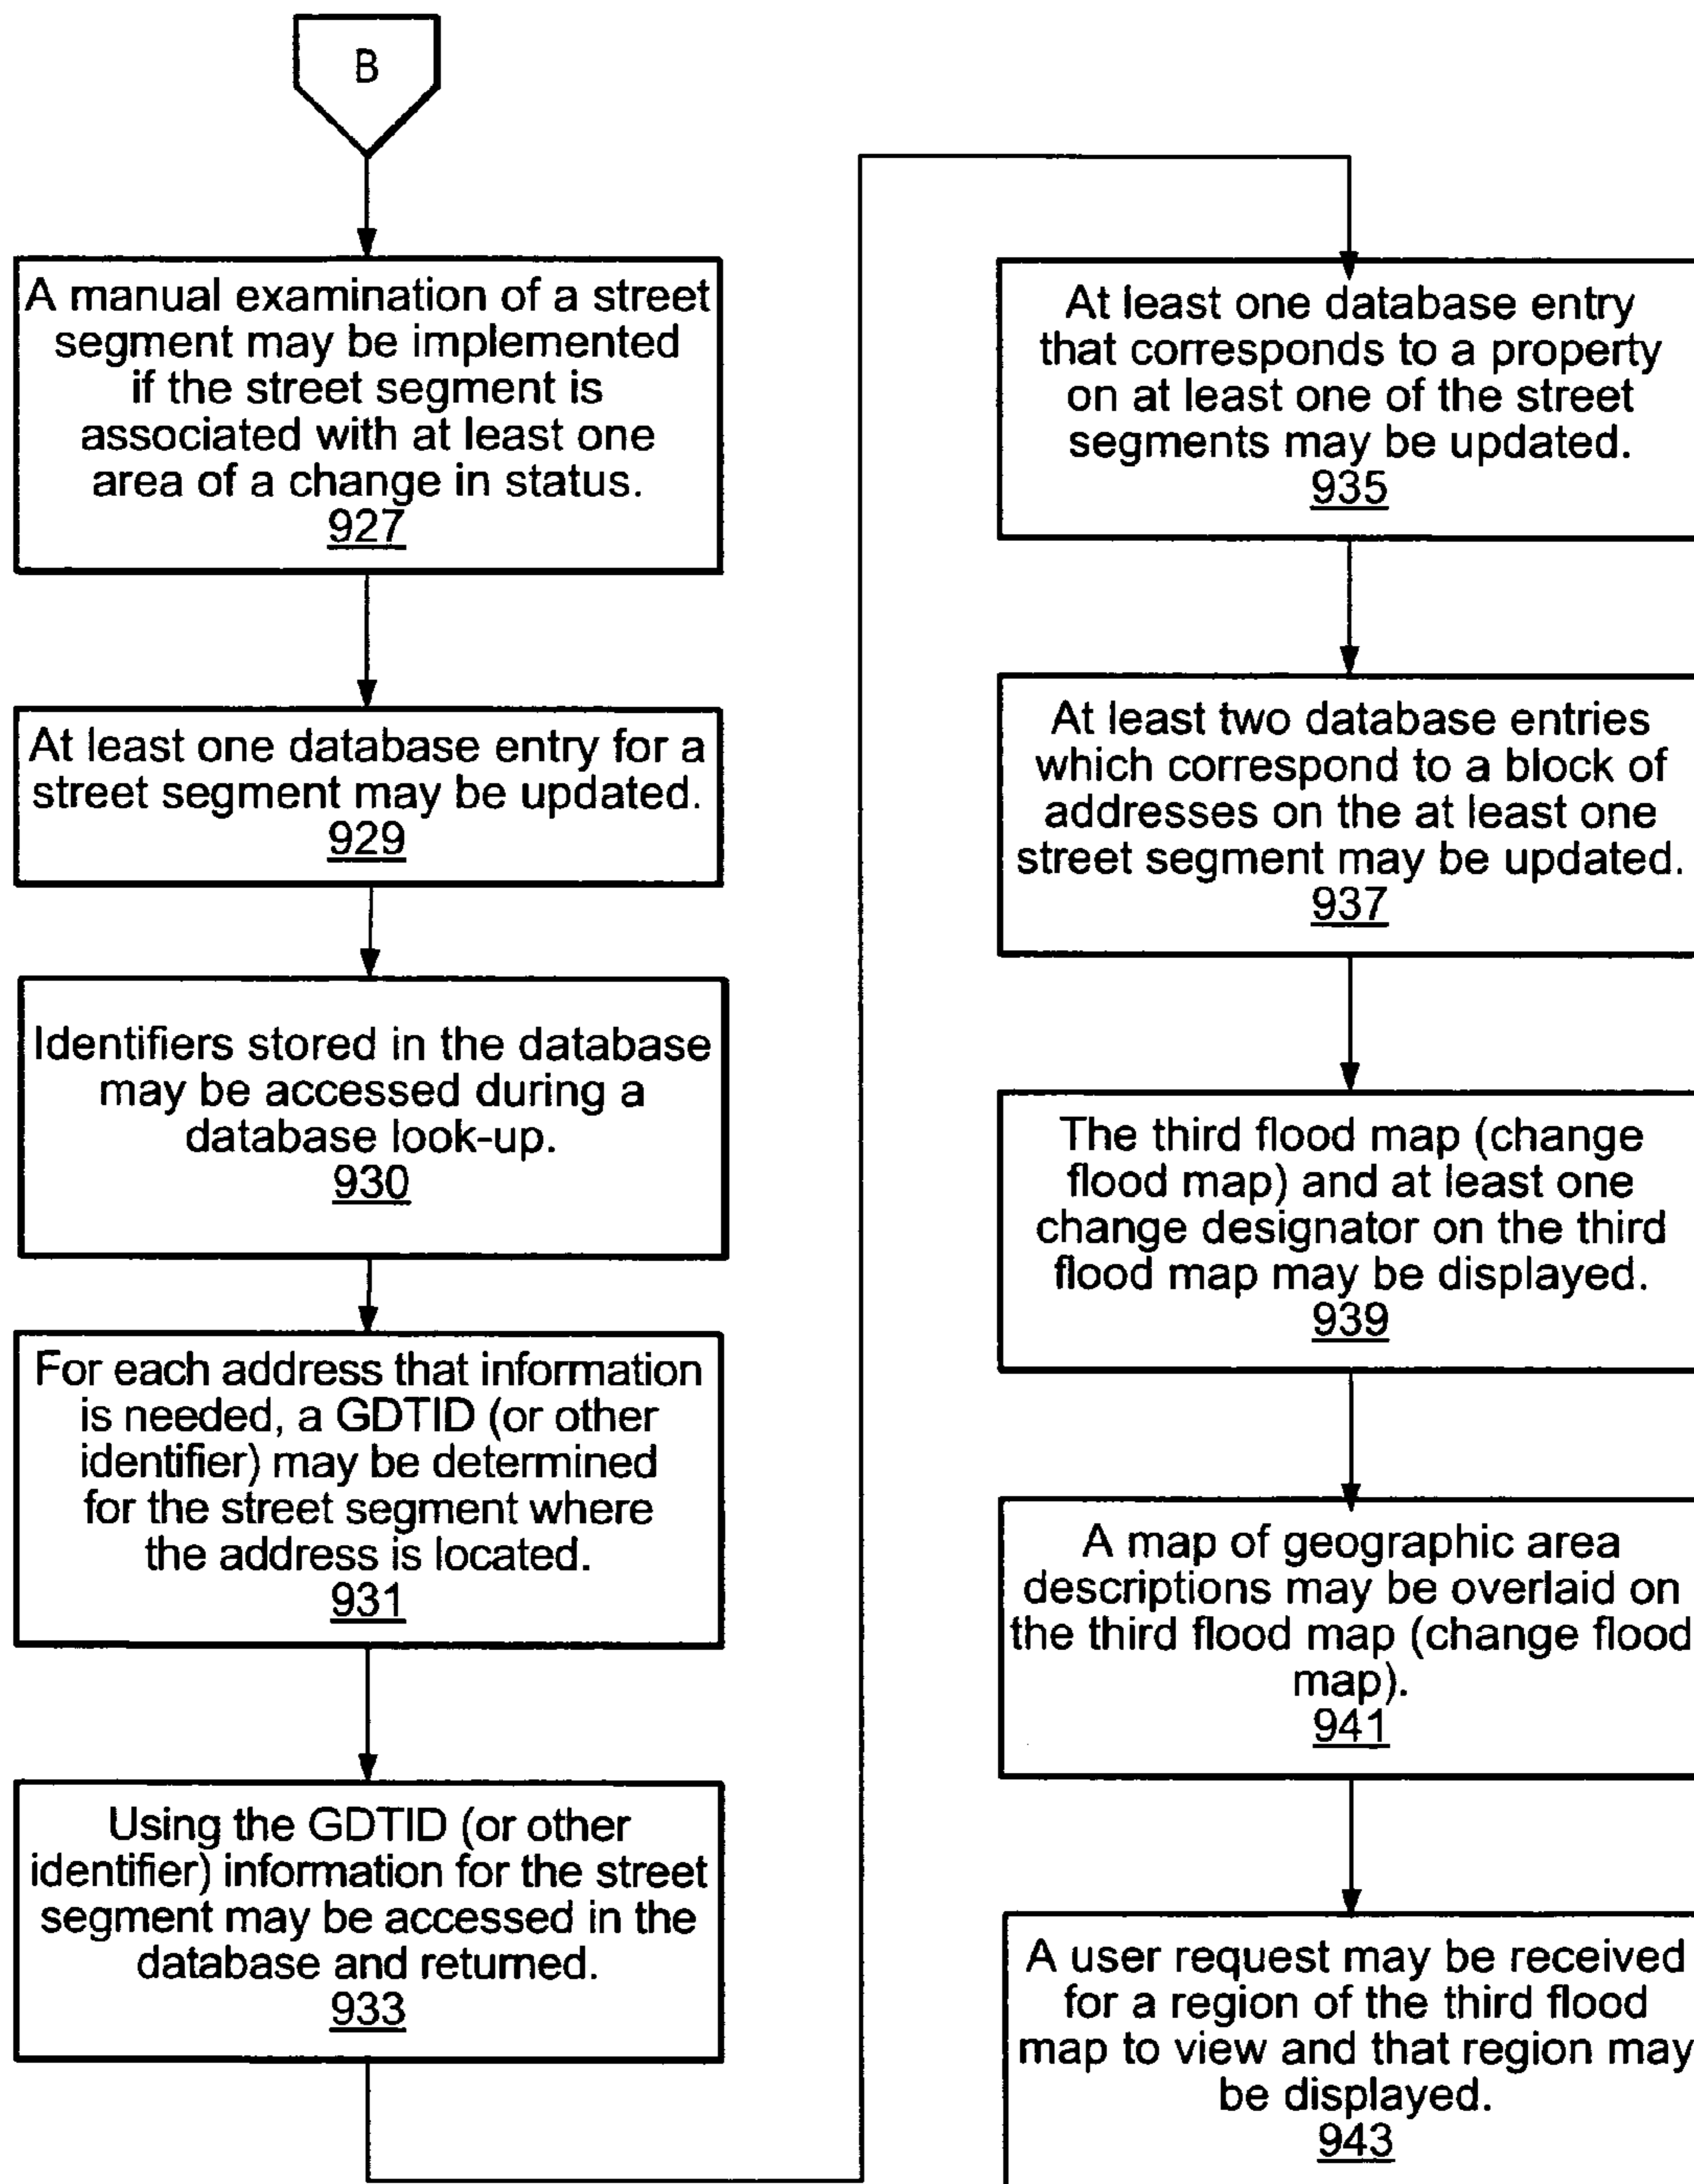 B
A manual examination of a street
segment may be implemented
if the street segment is
associated with at least one
area of a change in status.
927
At least one database entry for a
street segment may be updated.
929
Identifiers stored in the database
may be accessed during a
database look-up.
930
For each address that information
is needed, a GDTID (or other
identifier) may be determined
for the street segment where
the address is located.
931
Using the GDTID (or other
identifier) information for the street
segment may be accessed in the
database and returned.
933
At least one database entry
that corresponds to a property
on at least one of the street
segments may be updated.
935
At least two database entries
which correspond to a block of
addresses on the at least one
street segment may be updated.
937
The third flood map (change
flood map) and at least one
change designator on the third
flood map may be displayed.
939
A map of geographic area
descriptions may be overlaid on
the third flood map (change flood
map).
941
A user request may be received
for a region of the third flood
map to view and that region may
be displayed.
943